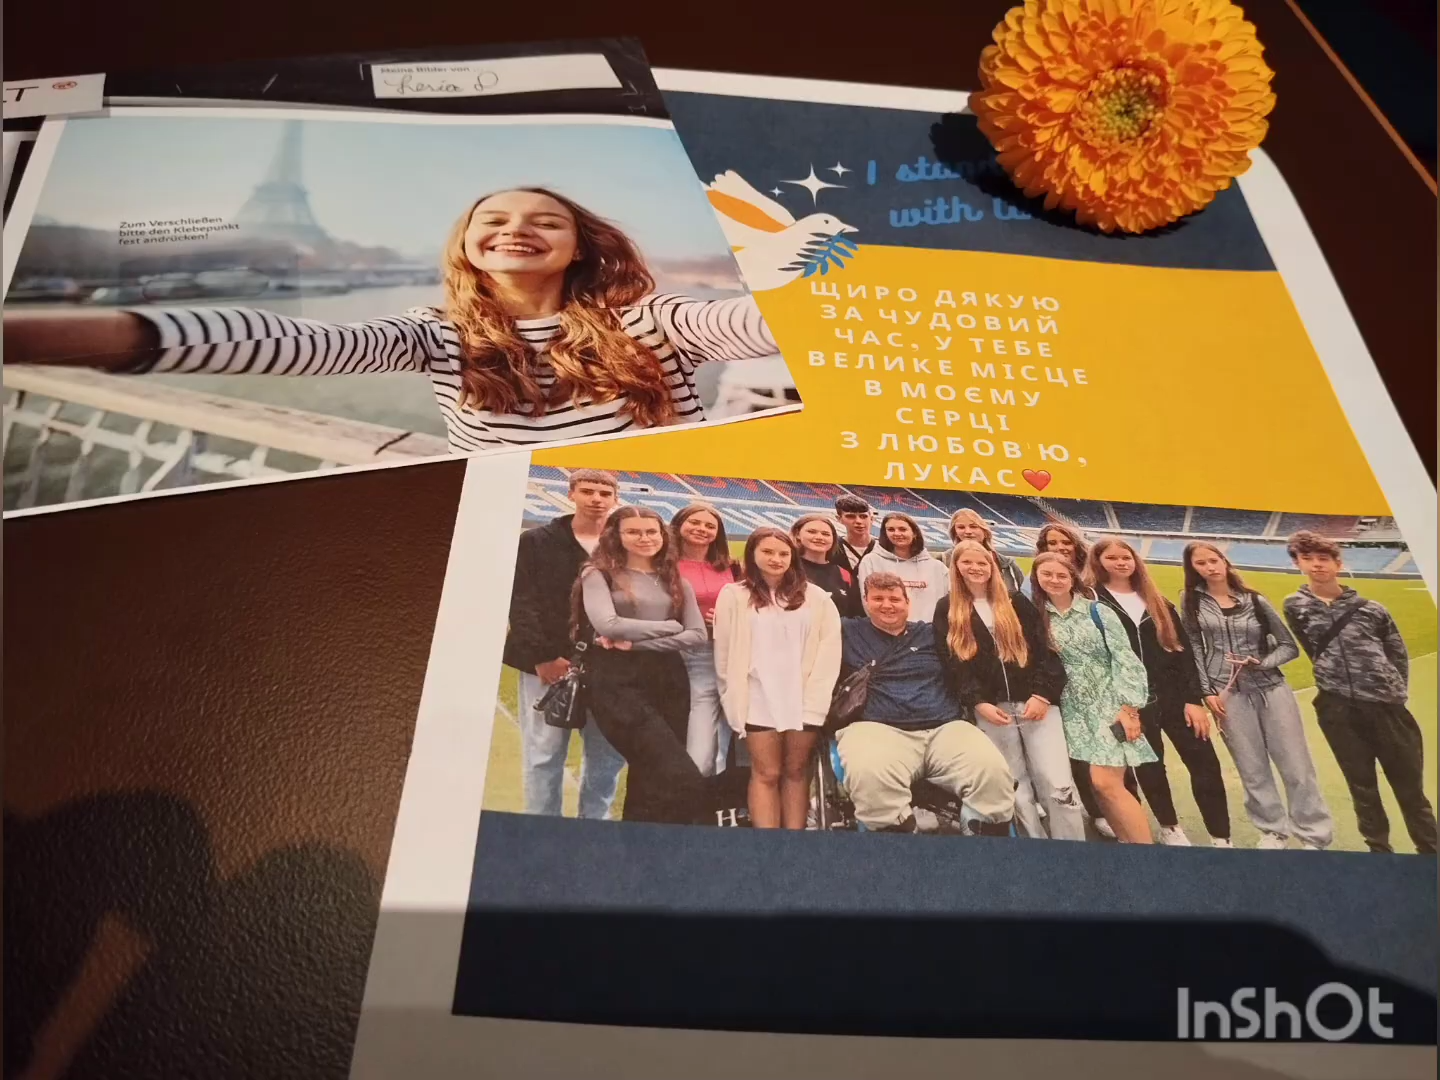 Meine Bilder von ...
Zum Verschließen
bitte den Klebepunkt
fest andrücken!
I
with
ЩИРО ДЯКУЮ
ЗА ЧУДОВИЙ
ЧАС, У ТЕБЕ
ВЕЛИКЕ МІСЦЕ
В МОЄМУ
СЕРЦІ
З ЛЮБОВ'Ю,
ЛУКАС❤️
InShOt